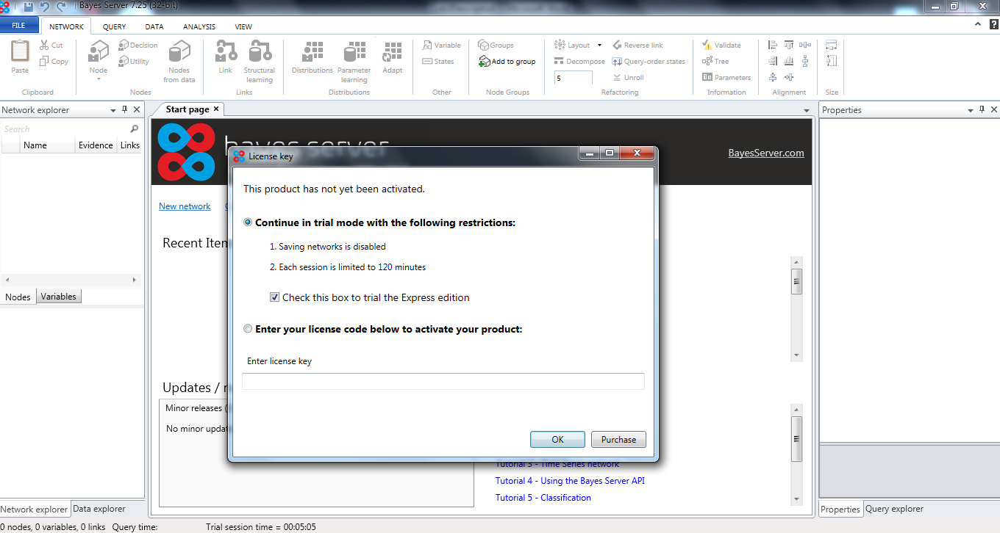 Bayes Server 7.25 (32-bit)
FILE NETWORK QUERY DATA ANALYSIS VIEW
Paste Cut Copy Clipboard
Node Decision Utility Nodes from data Nodes
Link Structural learning Links
Distributions Parameter learning Adapt Distributions
Variable States Other
Groups Add to group Node Groups
Layout Decompose 5 Reverse link Query-order states Unroll Refactoring
Validate Tree Parameters Information
Alignment
Size
Network explorer
Search
Name Evidence Links
Nodes Variables
Network explorer Data explorer
Start page
bayes server
BayesServer.com
New network
Recent Item
Updates /
Minor releases (
No minor updat
Tutorial 3 - Time Series network
Tutorial 4 - Using the Bayes Server API
Tutorial 5 - Classification
License key
This product has not yet been activated.
Continue in trial mode with the following restrictions:
1. Saving networks is disabled
2. Each session is limited to 120 minutes
Check this box to trial the Express edition
Enter your license code below to activate your product:
Enter license key
OK Purchase
Properties
Properties Query explorer
0 nodes, 0 variables, 0 links Query time: Trial session time = 00:05:05